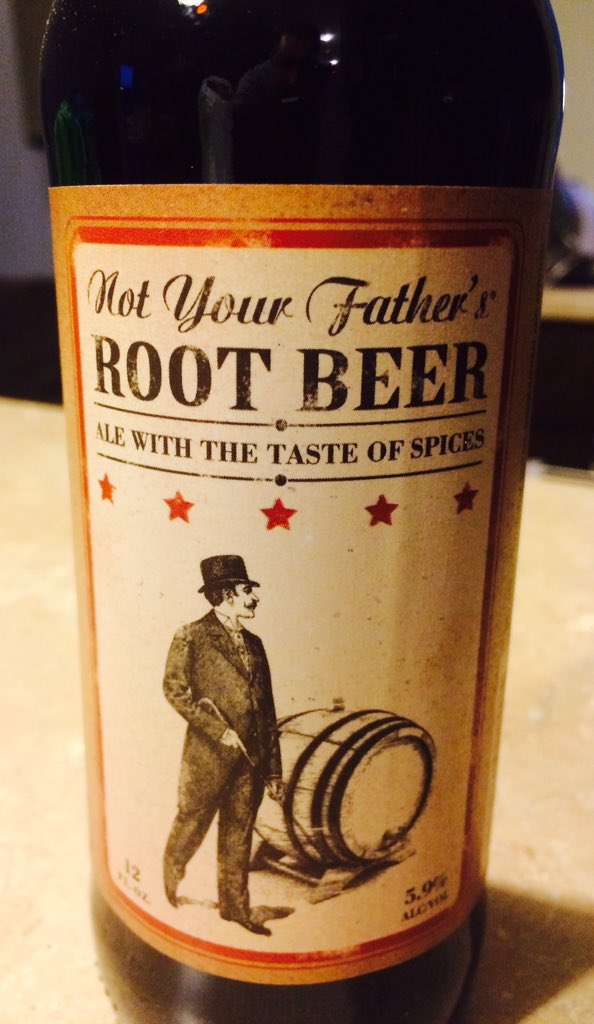 Not Your Father's®
ROOT BEER
ALE WITH THE TASTE OF SPICES
12
FL. OZ.
5.9%
ALC/VOL